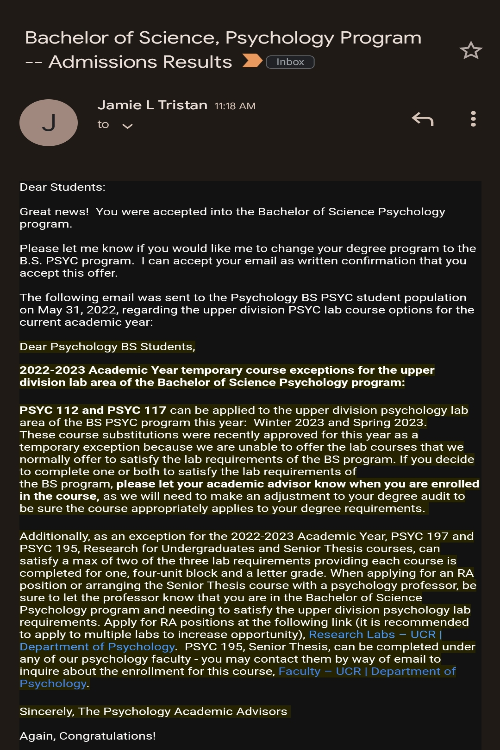 Bachelor of Science, Psychology Program
-- Admissions Results Inbox
J
Jamie L Tristan 11:18 AM
to
Dear Students:
Great news!  You were accepted into the Bachelor of Science Psychology
program.
Please let me know if you would like me to change your degree program to the
B.S. PSYC program.  I can accept your email as written confirmation that you
accept this offer.
The following email was sent to the Psychology BS PSYC student population
on May 31, 2022, regarding the upper division PSYC lab course options for the
current academic year:
Dear Psychology BS Students,
2022-2023 Academic Year temporary course exceptions for the upper
division lab area of the Bachelor of Science Psychology program:
PSYC 112 and PSYC 117 can be applied to the upper division psychology lab
area of the BS PSYC program this year:  Winter 2023 and Spring 2023.
These course substitutions were recently approved for this year as a
temporary exception because we are unable to offer the lab courses that we
normally offer to satisfy the lab requirements of the BS program. If you decide
to complete one or both to satisfy the lab requirements of
the BS program, please let your academic advisor know when you are enrolled
in the course, as we will need to make an adjustment to your degree audit to
be sure the course appropriately applies to your degree requirements.
Additionally, as an exception for the 2022-2023 Academic Year, PSYC 197 and
PSYC 195, Research for Undergraduates and Senior Thesis courses, can
satisfy a max of two of the three lab requirements providing each course is
completed for one, four-unit block and a letter grade. When applying for an RA
position or arranging the Senior Thesis course with a psychology professor, be
sure to let the professor know that you are in the Bachelor of Science
Psychology program and needing to satisfy the upper division psychology lab
requirements. Apply for RA positions at the following link (it is recommended
to apply to multiple labs to increase opportunity), Research Labs – UCR |
Department of Psychology.  PSYC 195, Senior Thesis, can be completed under
any of our psychology faculty - you may contact them by way of email to
inquire about the enrollment for this course, Faculty – UCR | Department of
Psychology.
Sincerely, The Psychology Academic Advisors
Again, Congratulations!